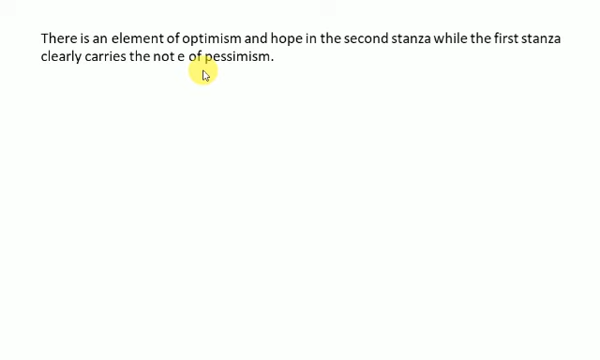 There is an element of optimism and hope in the second stanza while the first stanza
clearly carries the not e of pessimism.